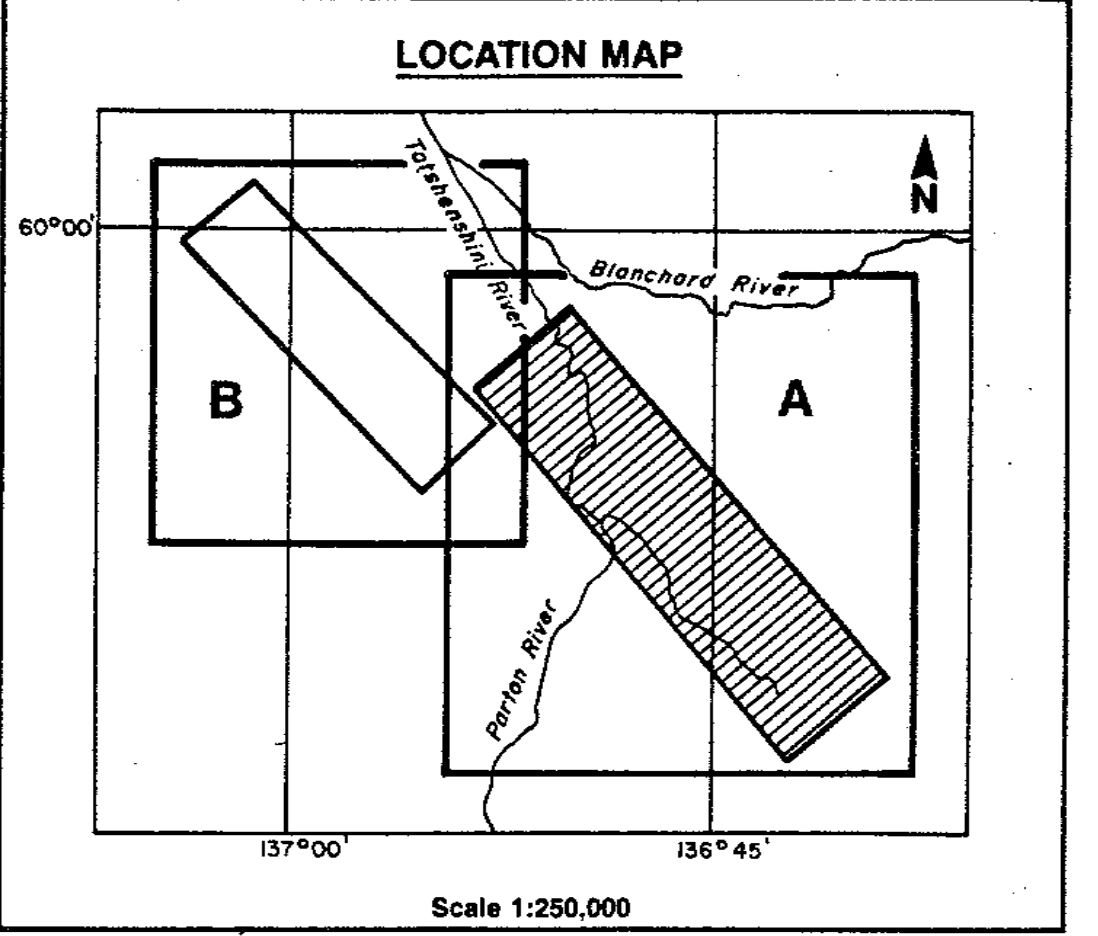 LOCATION MAP
N
60°00'
Tatshenshini River
Blanchard River
B
A
Parton River
137°00'
136°45'
Scale 1:250,000